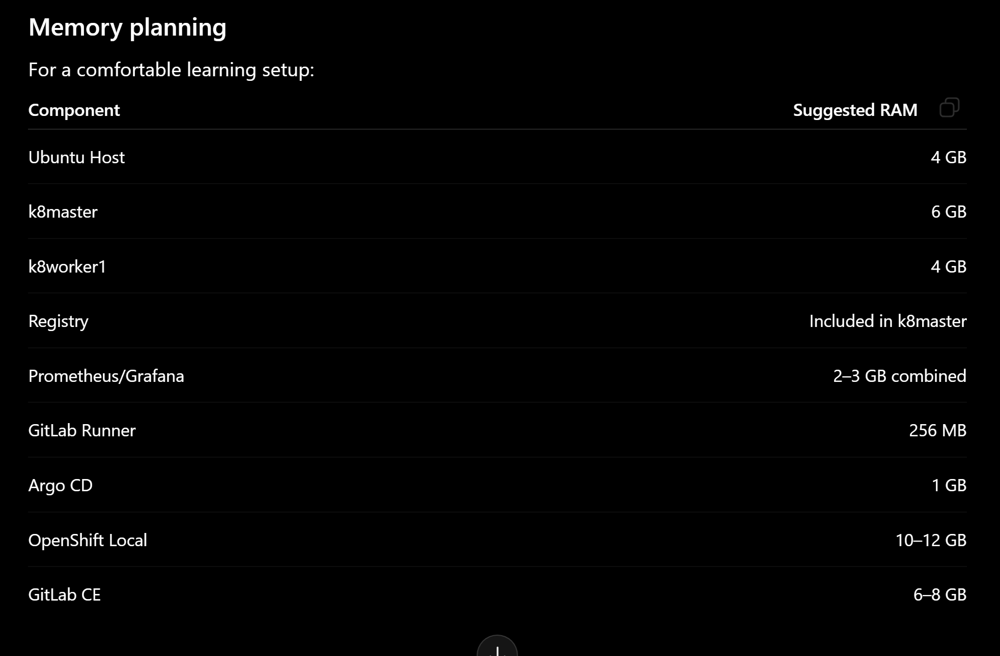 Memory planning
For a comfortable learning setup:
Component Suggested RAM
Ubuntu Host 4 GB
k8master 6 GB
k8worker1 4 GB
Registry Included in k8master
Prometheus/Grafana 2–3 GB combined
GitLab Runner 256 MB
Argo CD 1 GB
OpenShift Local 10–12 GB
GitLab CE 6–8 GB